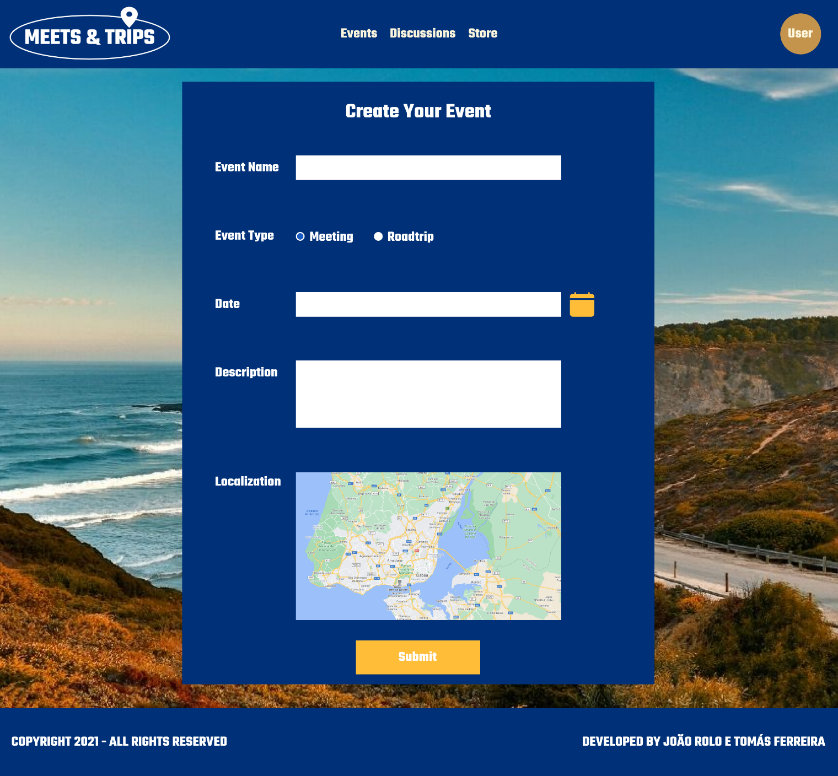 MEETS & TRIPS
Events Discussions Store
User
Create Your Event
Event Name
Event Type
Meeting
Roadtrip
Date
Description
Localization
Submit
COPYRIGHT 2021 - ALL RIGHTS RESERVED
DEVELOPED BY JOÃO ROLO E TOMÁS FERREIRA